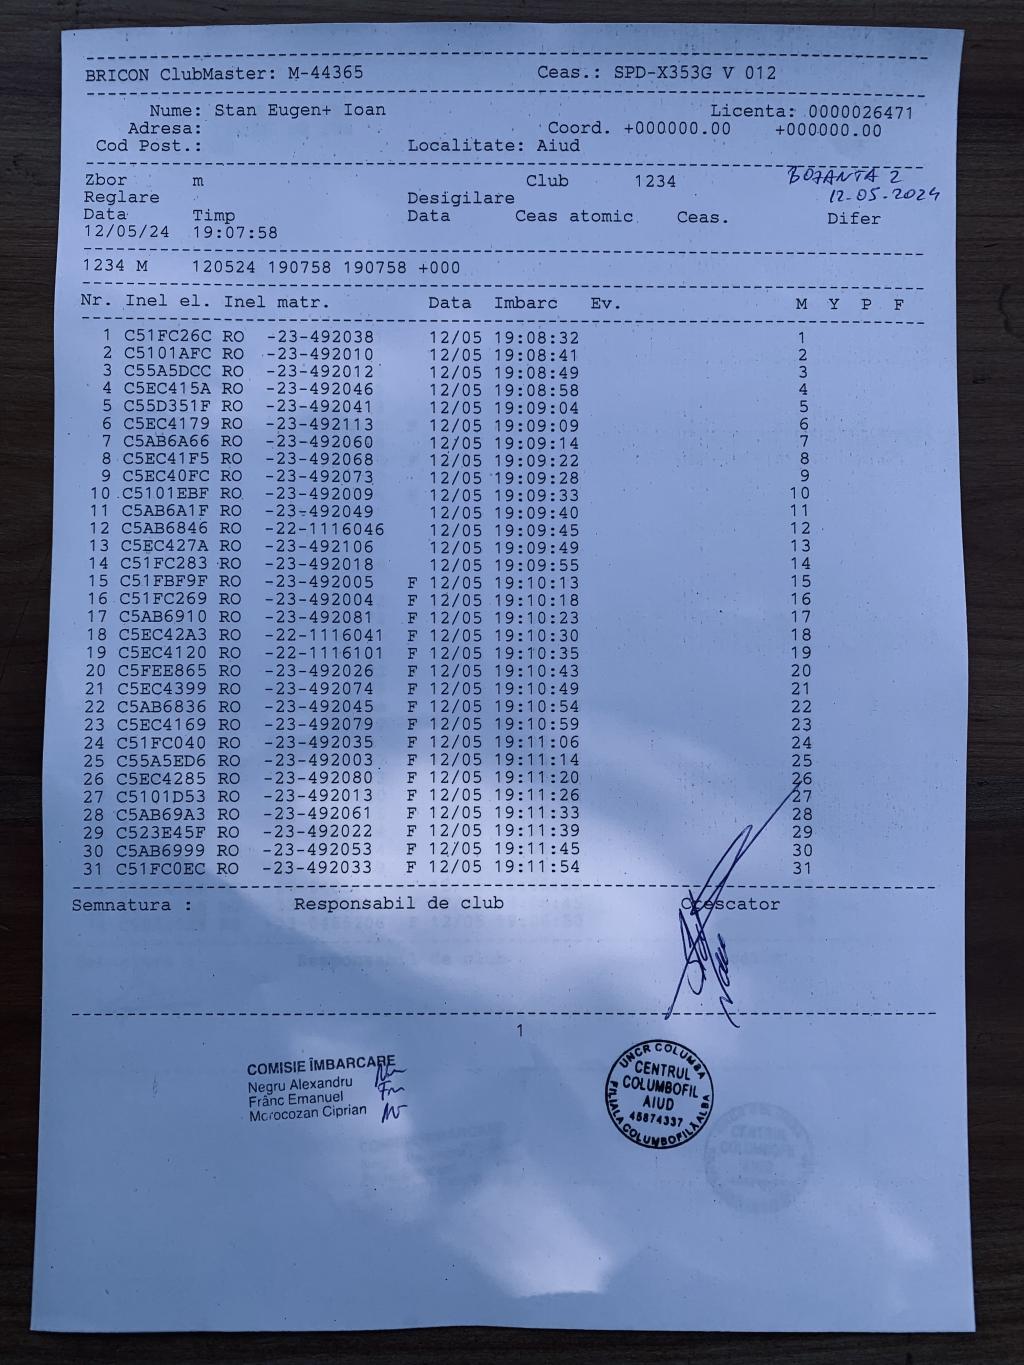 BRICON ClubMaster: M-44365 Ceas.: SPD-X353G V 012
Nume: Stan Eugen+ Ioan Licenta: 0000026471
Adresa: Coord. +000000.00 +000000.00
Cod Post.: Localitate: Aiud
Zbor m Club 1234 BOJANTA 2
Reglare Desigilare 12.05.2024
Data Timp Data Ceas atomic Ceas. Difer
12/05/24 19:07:58
1234 M 120524 190758 190758 +000
Nr. Inel el. Inel matr. Data Imbarc Ev. M Y P F
1 C51FC26C RO -23-492038 12/05 19:08:32 1
2 C5101AFC RO -23-492010 12/05 19:08:41 2
3 C55A5DCC RO -23-492012 12/05 19:08:49 3
4 C5EC415A RO -23-492046 12/05 19:08:58 4
5 C55D351F RO -23-492041 12/05 19:09:04 5
6 C5EC4179 RO -23-492113 12/05 19:09:09 6
7 C5AB6A66 RO -23-492060 12/05 19:09:14 7
8 C5EC41F5 RO -23-492068 12/05 19:09:22 8
9 C5EC40FC RO -23-492073 12/05 19:09:28 9
10 C5101EBF RO -23-492009 12/05 19:09:33 10
11 C5AB6A1F RO -23-492049 12/05 19:09:40 11
12 C5AB6846 RO -22-1116046 12/05 19:09:45 12
13 C5EC427A RO -23-492106 12/05 19:09:49 13
14 C51FC283 RO -23-492018 12/05 19:09:55 14
15 C51FBF9F RO -23-492005 F 12/05 19:10:13 15
16 C51FC269 RO -23-492004 F 12/05 19:10:18 16
17 C5AB6910 RO -23-492081 F 12/05 19:10:23 17
18 C5EC42A3 RO -22-1116041 F 12/05 19:10:30 18
19 C5EC4120 RO -22-1116101 F 12/05 19:10:35 19
20 C5FEE865 RO -23-492026 F 12/05 19:10:43 20
21 C5EC4399 RO -23-492074 F 12/05 19:10:49 21
22 C5AB6836 RO -23-492045 F 12/05 19:10:54 22
23 C5EC4169 RO -23-492079 F 12/05 19:10:59 23
24 C51FC040 RO -23-492035 F 12/05 19:11:06 24
25 C55A5ED6 RO -23-492003 F 12/05 19:11:14 25
26 C5EC4285 RO -23-492080 F 12/05 19:11:20 26
27 C5101D53 RO -23-492013 F 12/05 19:11:26 27
28 C5AB69A3 RO -23-492061 F 12/05 19:11:33 28
29 C523E45F RO -23-492022 F 12/05 19:11:39 29
30 C5AB6999 RO -23-492053 F 12/05 19:11:45 30
31 C51FC0EC RO -23-492033 F 12/05 19:11:54 31
Semnatura : Responsabil de club Crescator
1
COMISIE ÎMBARCARE
Negru Alexandru
Frânc Emanuel
Morocozan Ciprian
UNCR COLUMBA
CENTRUL
COLUMBOFIL
AIUD
45874337
FILIALA COLUMBOFILĂ ALBA